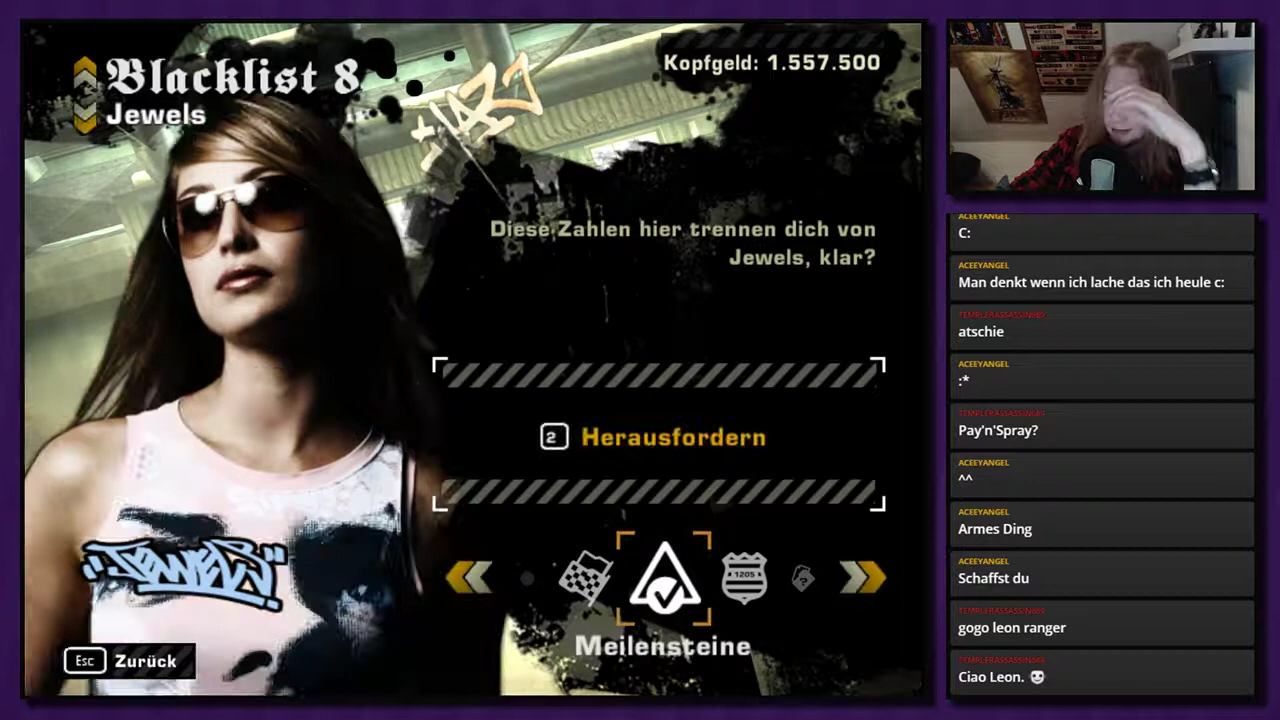 Blacklist 8
Jewels
Kopfgeld: 1.557.500
Diese Zahlen hier trennen dich von
Jewels, klar?
2 Herausfordern
1205
?
Meilensteine
JEWELS
Esc Zurück
ACEEYANGEL
C:
ACEEYANGEL
Man denkt wenn ich lache das ich heule c:
atschie
ACEEYANGEL
:*
Pay'n'Spray?
ACEEYANGEL
^^
ACEEYANGEL
Armes Ding
ACEEYANGEL
Schaffst du
gogo leon ranger
Ciao Leon.